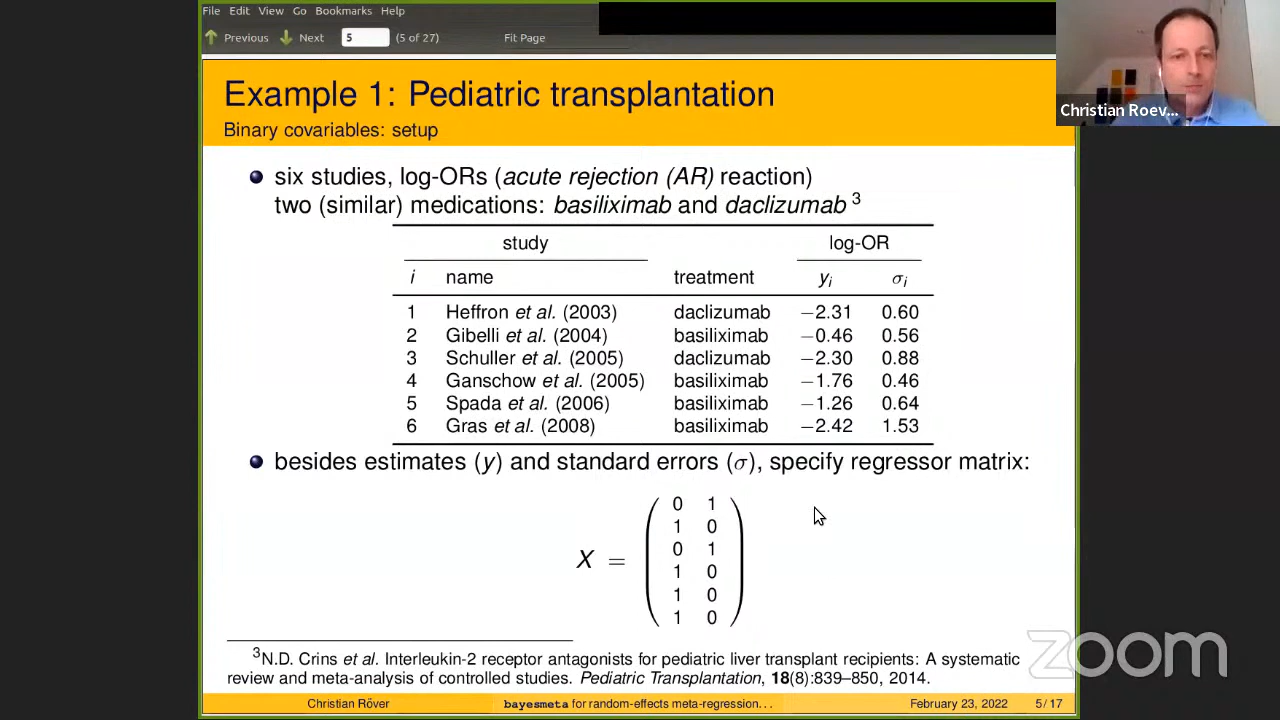 File Edit View Go Bookmarks Help
Previous Next 5 (5 of 27) Fit Page
Example 1: Pediatric transplantation
Christian Roev...
Binary covariables: setup
six studies, log-ORs (acute rejection (AR) reaction)
two (similar) medications: basiliximab and daclizumab 3
study log-OR
i name treatment yi σi
1 Heffron et al. (2003) daclizumab −2.31 0.60
2 Gibelli et al. (2004) basiliximab −0.46 0.56
3 Schuller et al. (2005) daclizumab −2.30 0.88
4 Ganschow et al. (2005) basiliximab −1.76 0.46
5 Spada et al. (2006) basiliximab −1.26 0.64
6 Gras et al. (2008) basiliximab −2.42 1.53
besides estimates (y) and standard errors (σ), specify regressor matrix:
0 1
1 0
0 1
X =
1 0
1 0
1 0
3N.D. Crins et al. Interleukin-2 receptor antagonists for pediatric liver transplant recipients: A systematic
review and meta-analysis of controlled studies. Pediatric Transplantation, 18(8):839–850, 2014.
zoom
Christian Röver bayesmeta for random-effects meta-regression... February 23, 2022 5 / 17